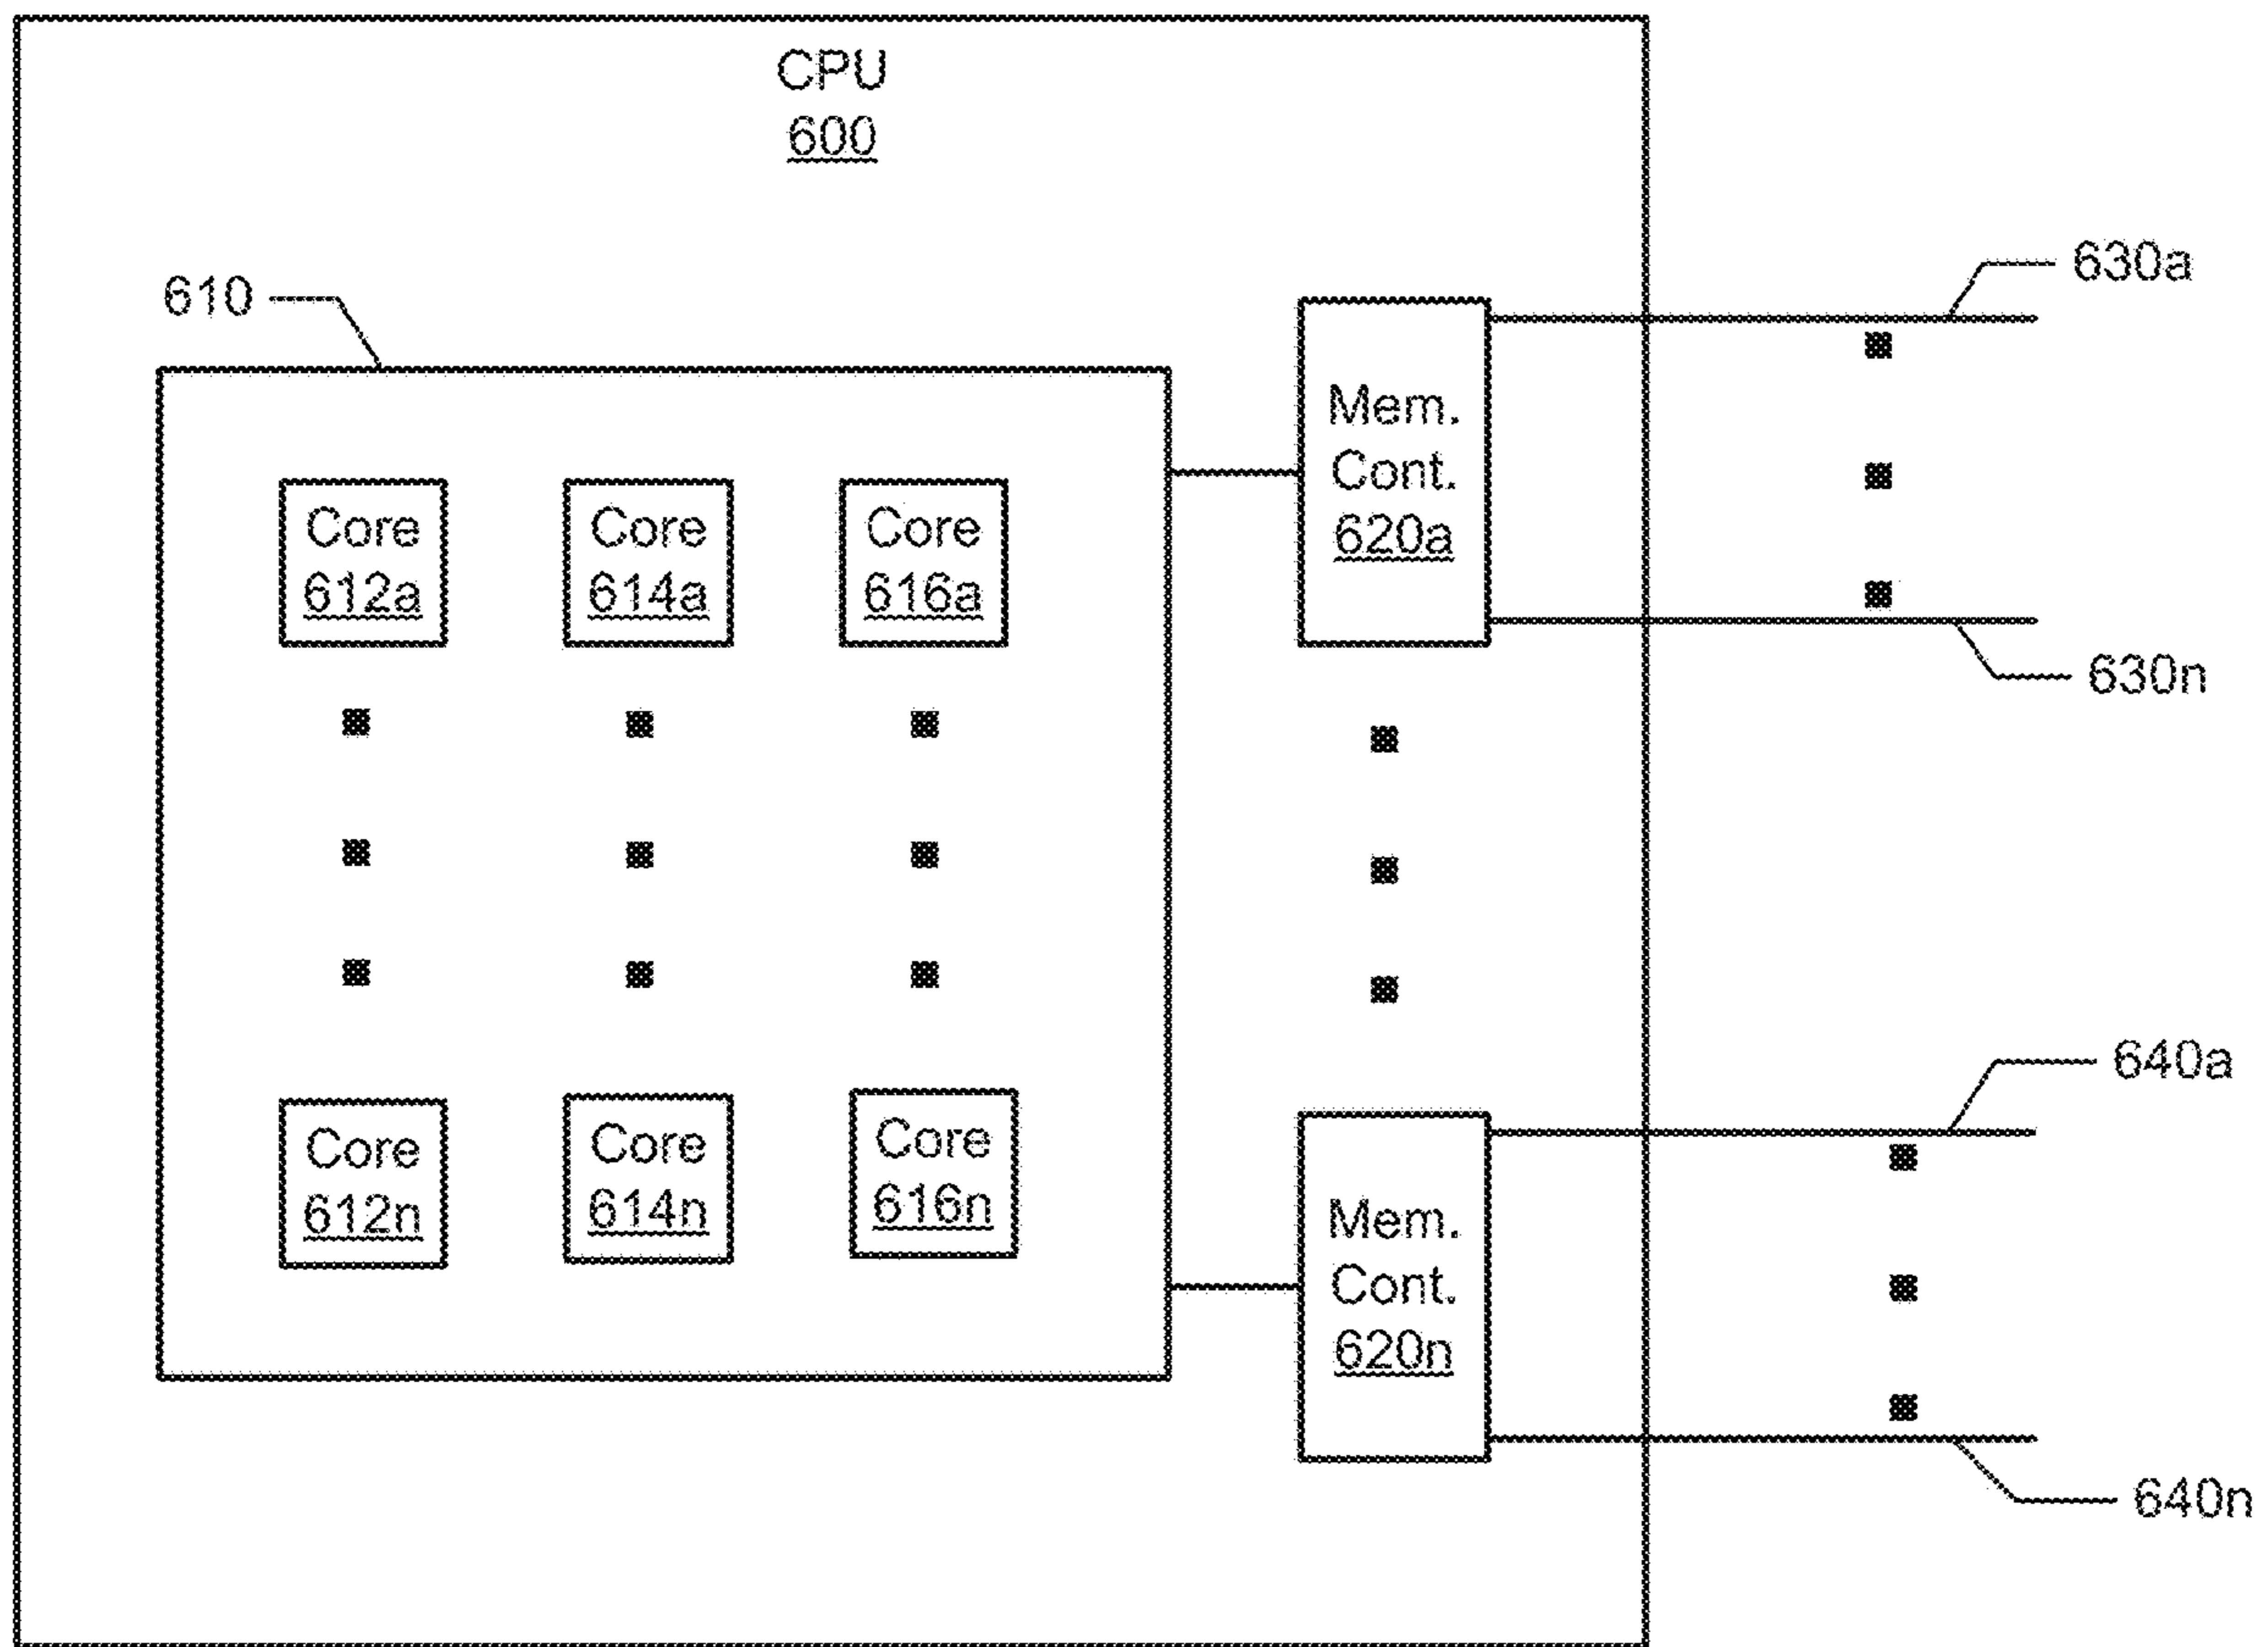 CPU
600
630a
610
Mem.
Cont.
620a
Core
612a
Core
614a
Core
616a
630n
640a
Core
612n
Core
614n
Core
616n
Mem.
Cont.
620n
640n